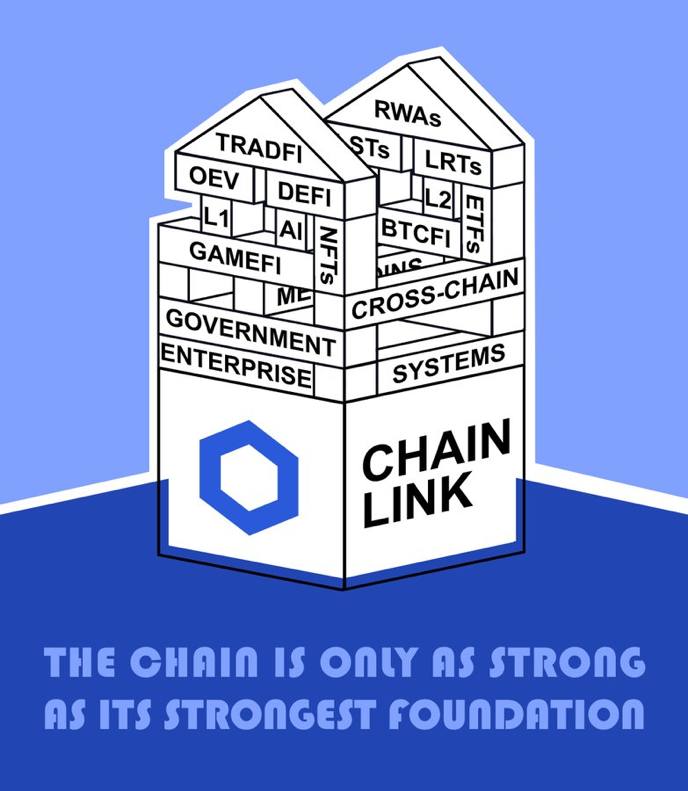 RWAs
TRADFI
STs
LRTs
OEV
DEFI
L2
ETFs
L1
AI
NFTs
BTCFI
GAMEFI
CROSS-CHAIN
GOVERNMENT
ENTERPRISE
SYSTEMS
CHAIN
LINK
THE CHAIN IS ONLY AS STRONG
AS ITS STRONGEST FOUNDATION